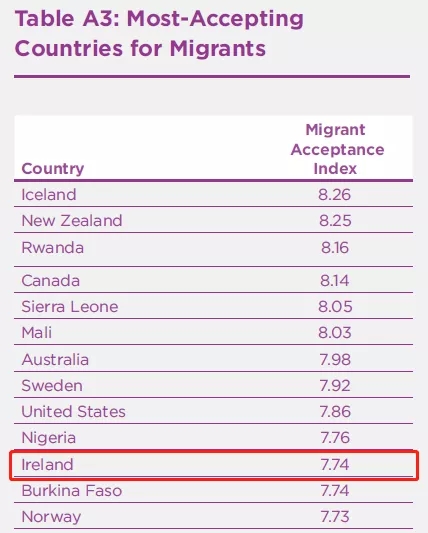 Table A3: Most-Accepting
Countries for Migrants
Migrant
Acceptance
Country Index
Iceland 8.26
New Zealand 8.25
Rwanda 8.16
Canada 8.14
Sierra Leone 8.05
Mali 8.03
Australia 7.98
Sweden 7.92
United States 7.86
Nigeria 7.76
Ireland 7.74
Burkina Faso 7.74
Norway 7.73